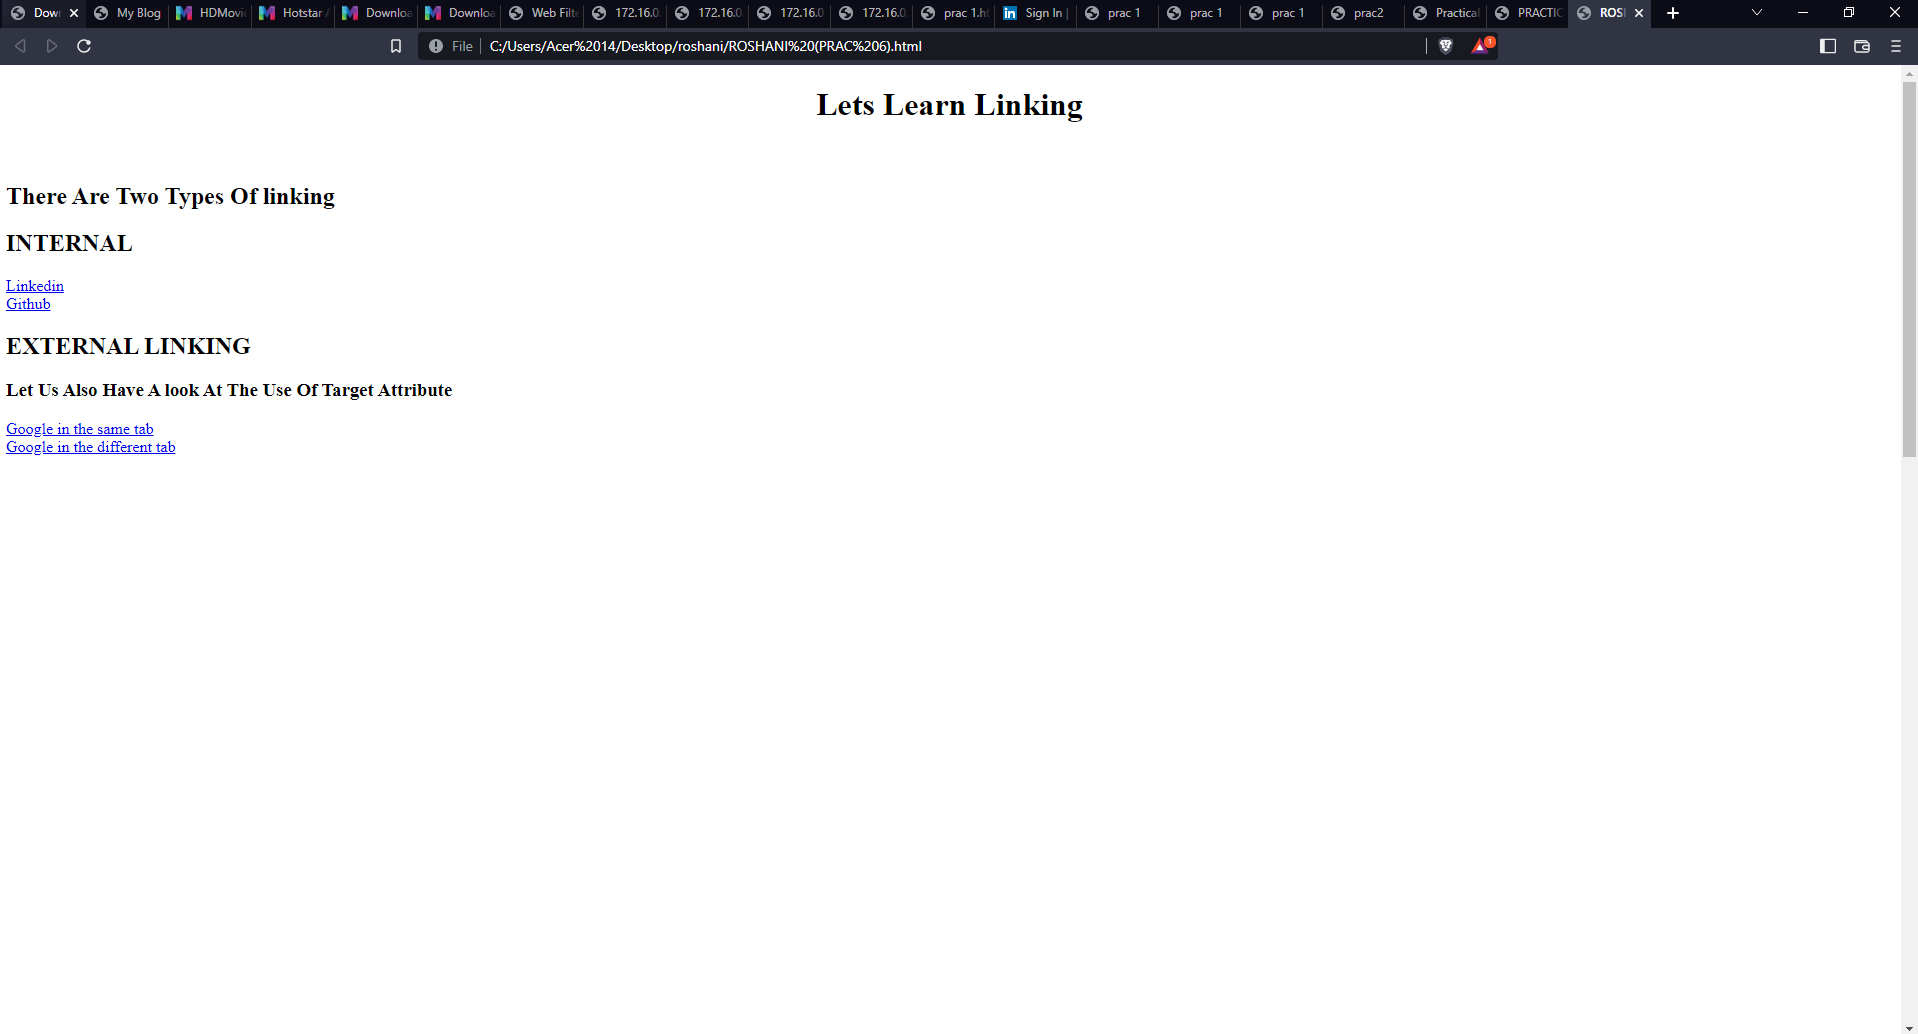 Down My Blog HDMovi Hotstar Downloa Downloa Web Filt 172.16.0. 172.16.0. 172.16.0. 172.16.0. prac 1.ht Sign In | prac 1 prac 1 prac 1 prac2 Practical PRACTIC ROSI
File C:/Users/Acer%2014/Desktop/roshani/ROSHANI%20(PRAC%206).html 1
Lets Learn Linking
There Are Two Types Of linking
INTERNAL
Linkedin
Github
EXTERNAL LINKING
Let Us Also Have A look At The Use Of Target Attribute
Google in the same tab
Google in the different tab